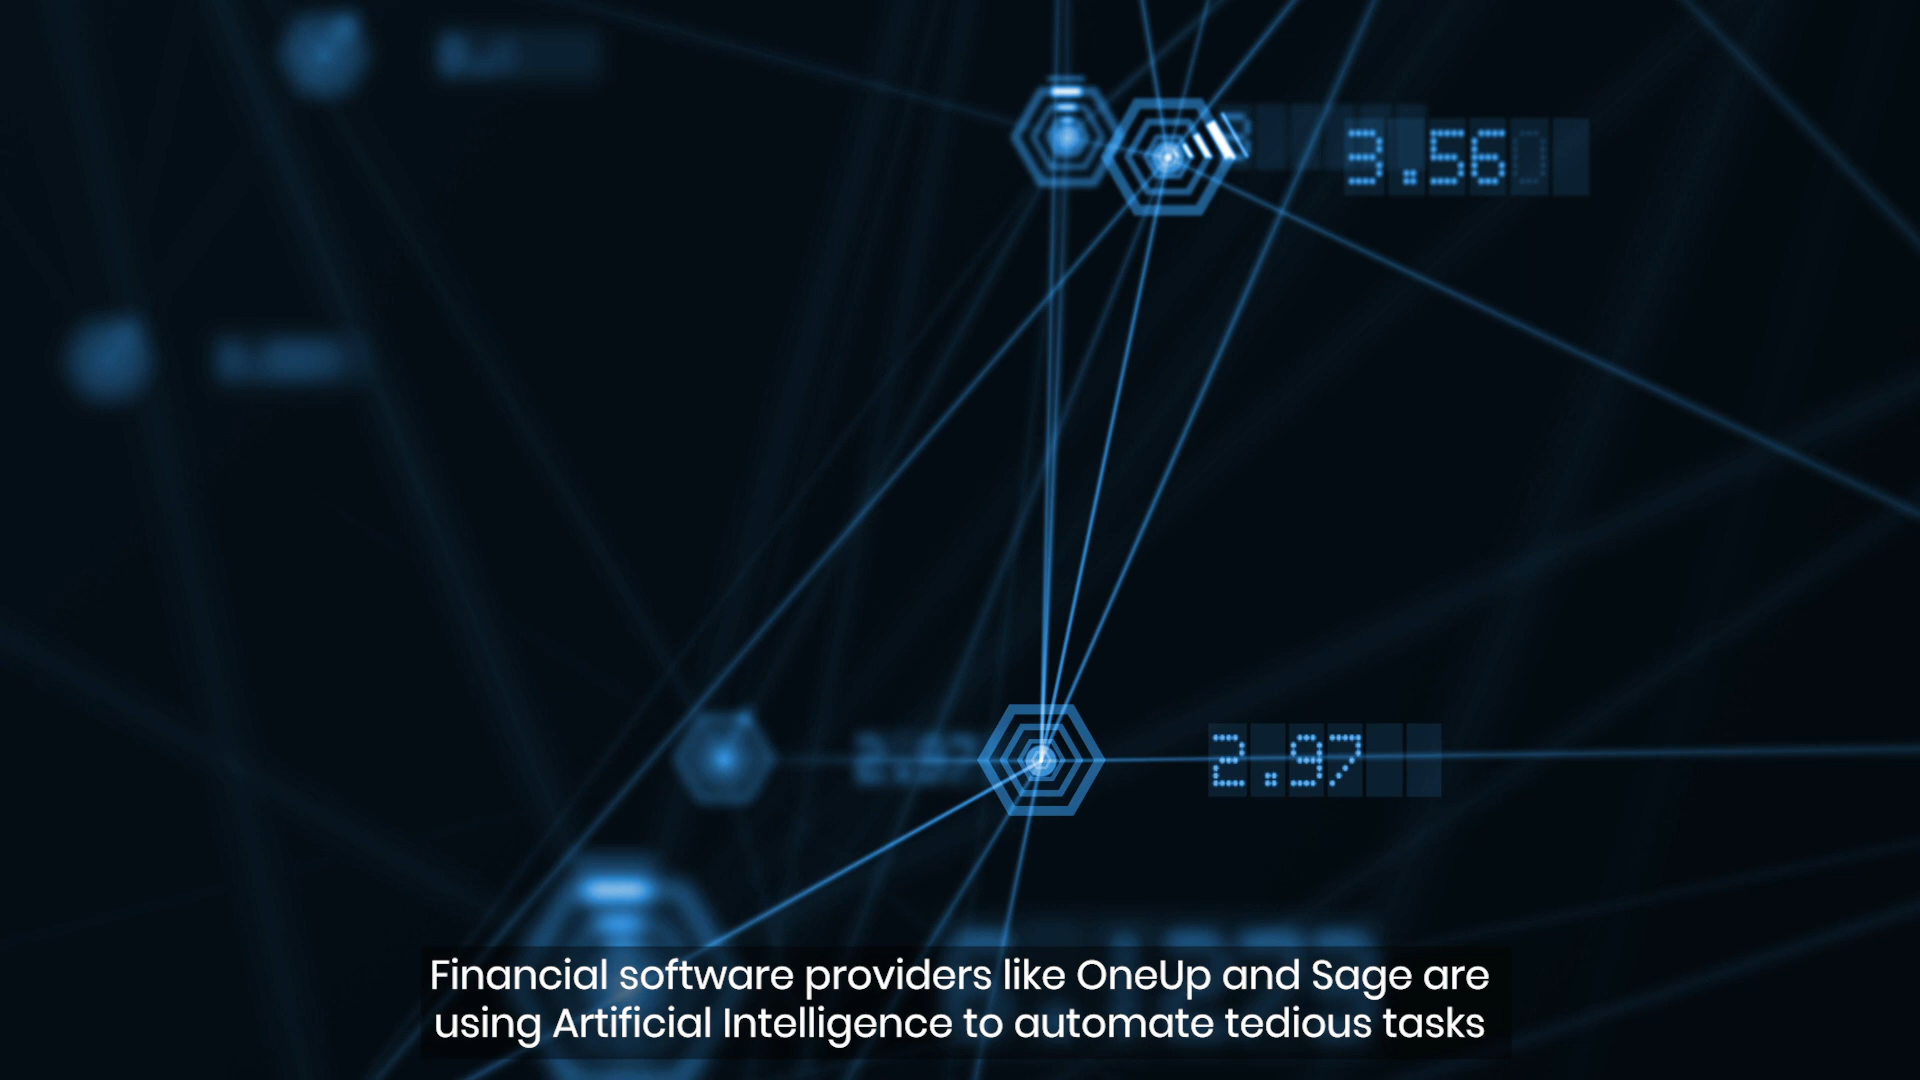 3.56
2.97
Financial software providers like OneUp and Sage are
using Artificial Intelligence to automate tedious tasks